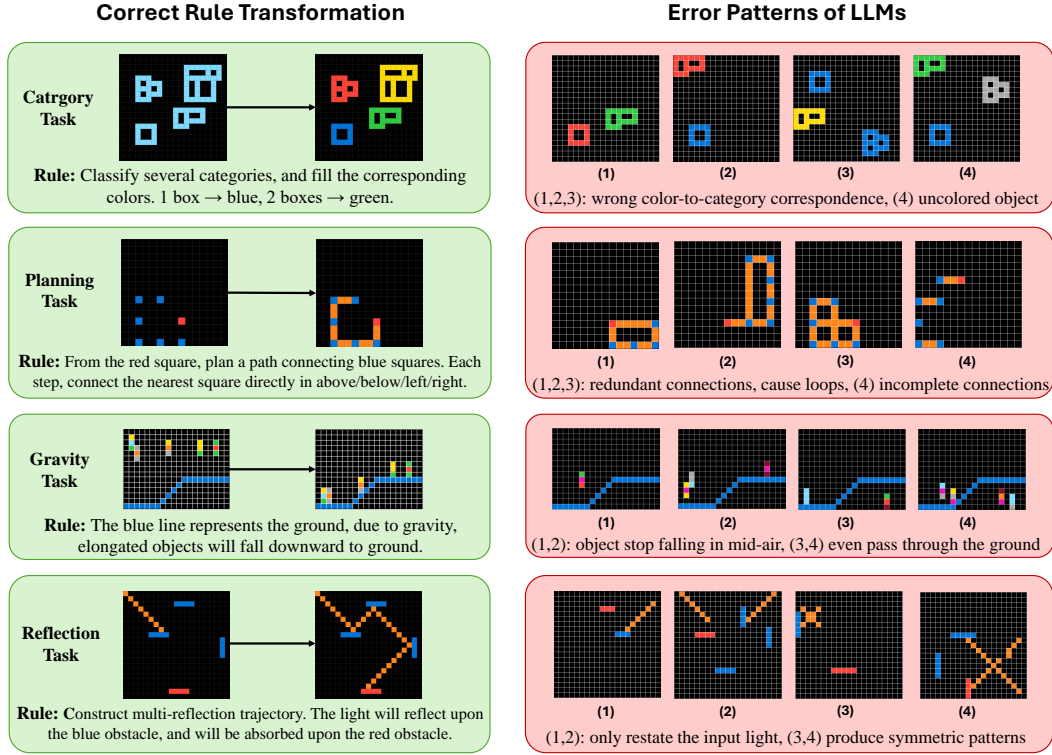 Correct Rule Transformation
Error Patterns of LLMs
Catrgory
Task
Rule: Classify several categories, and fill the corresponding
colors. 1 box → blue, 2 boxes → green.
(1)
(2)
(3)
(4)
(1,2,3): wrong color-to-category correspondence, (4) uncolored object
Planning
Task
Rule: From the red square, plan a path connecting blue squares. Each
step, connect the nearest square directly in above/below/left/right.
(1)
(2)
(3)
(4)
(1,2,3): redundant connections, cause loops, (4) incomplete connections
Gravity
Task
Rule: The blue line represents the ground, due to gravity,
elongated objects will fall downward to ground.
(1)
(2)
(3)
(4)
(1,2): object stop falling in mid-air, (3,4) even pass through the ground
Reflection
Task
Rule: Construct multi-reflection trajectory. The light will reflect upon
the blue obstacle, and will be absorbed upon the red obstacle.
(1)
(2)
(3)
(4)
(1,2): only restate the input light, (3,4) produce symmetric patterns